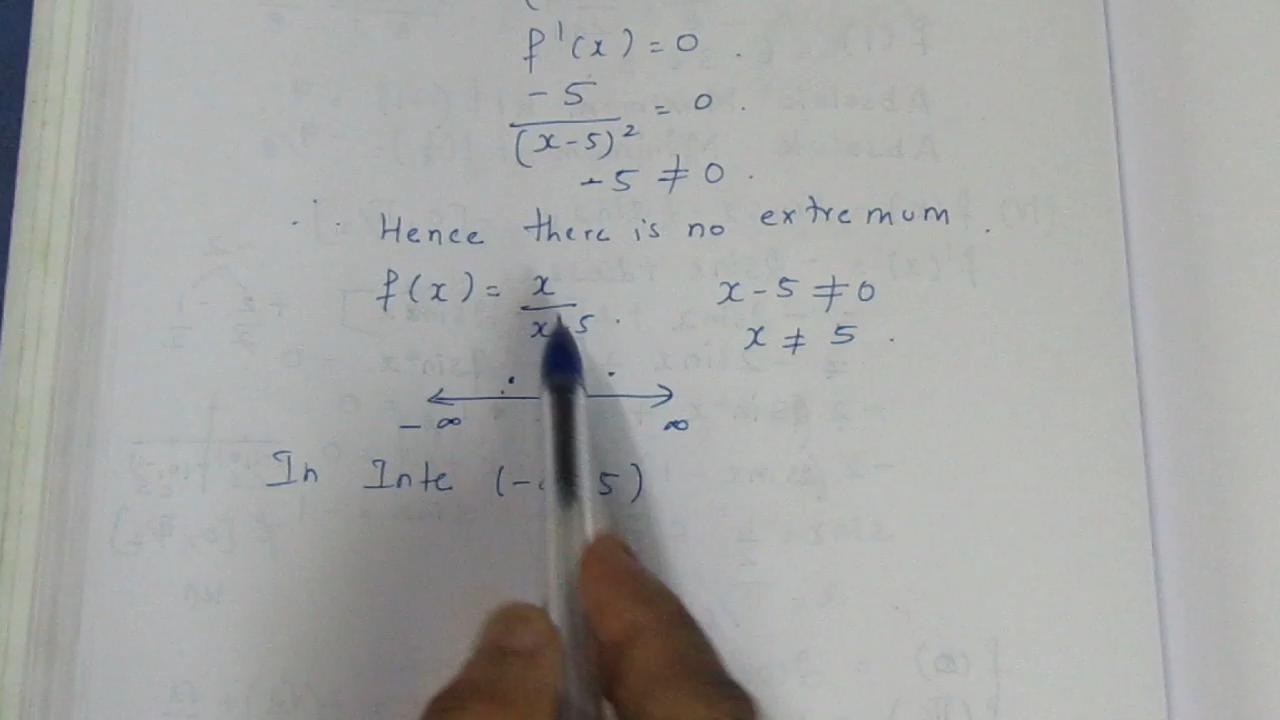 f'(x) = 0 .
-5/(x-5)² = 0 .
-5 ≠ 0 .
∴ Hence there is no extremum .
f(x) = x/x-5 . x-5 ≠ 0
x ≠ 5 .
-∞ ∞
In Inte (- 5)